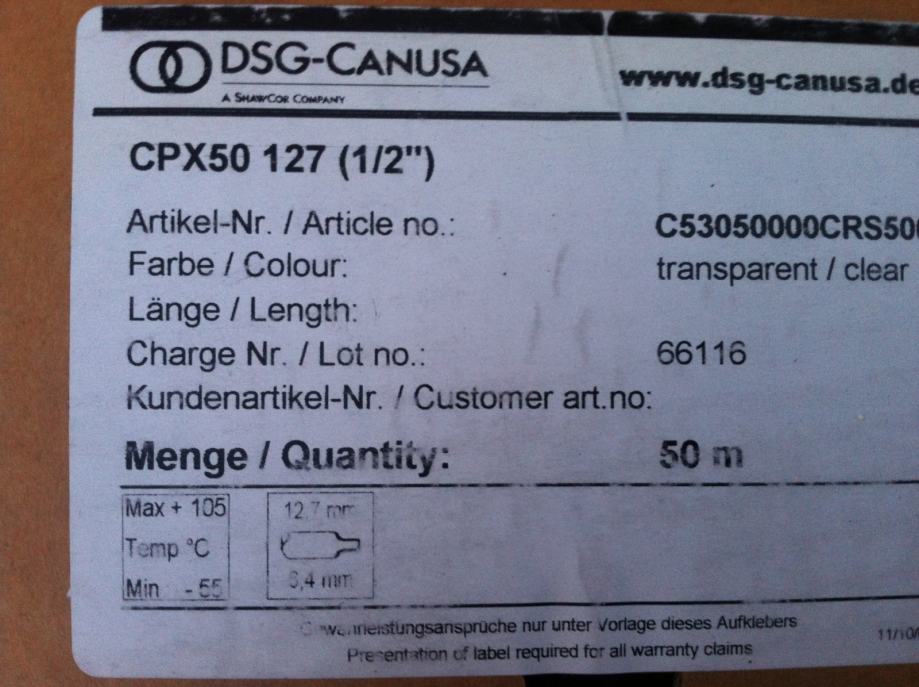 DSG-CANUSA
A SHAWCOR COMPANY
www.dsg-canusa.de
CPX50 127 (1/2")
Artikel-Nr. / Article no.: C53050000CRS50
Farbe / Colour: transparent / clear
Länge / Length:
Charge Nr. / Lot no.: 66116
Kundenartikel-Nr. / Customer art.no:
Menge / Quantity: 50 m
Max + 105
Temp °C
Min - 55
12,7 mm
6,4 mm
Gewährleistungsansprüche nur unter Vorlage dieses Aufklebers
Presentation of label required for all warranty claims
11/10/